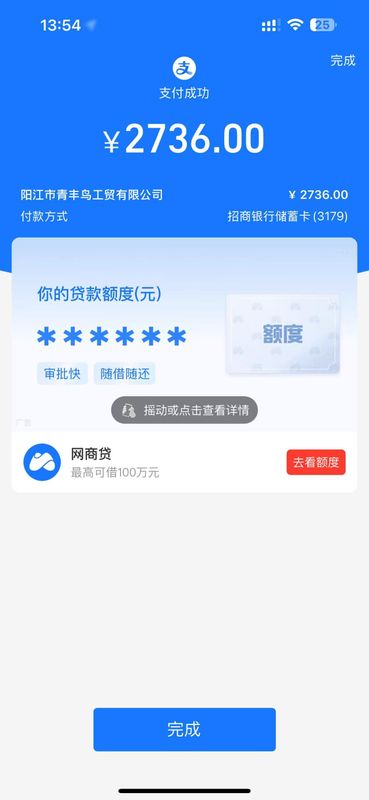 13:54
25
完成
支
支付成功
¥2736.00
阳江市青丰鸟工贸有限公司 ¥ 2736.00
付款方式 招商银行储蓄卡 (3179)
你的贷款额度(元)
******
额度
审批快 随借随还
摇动或点击查看详情
广告
网商贷
最高可借100万元
去看额度
完成